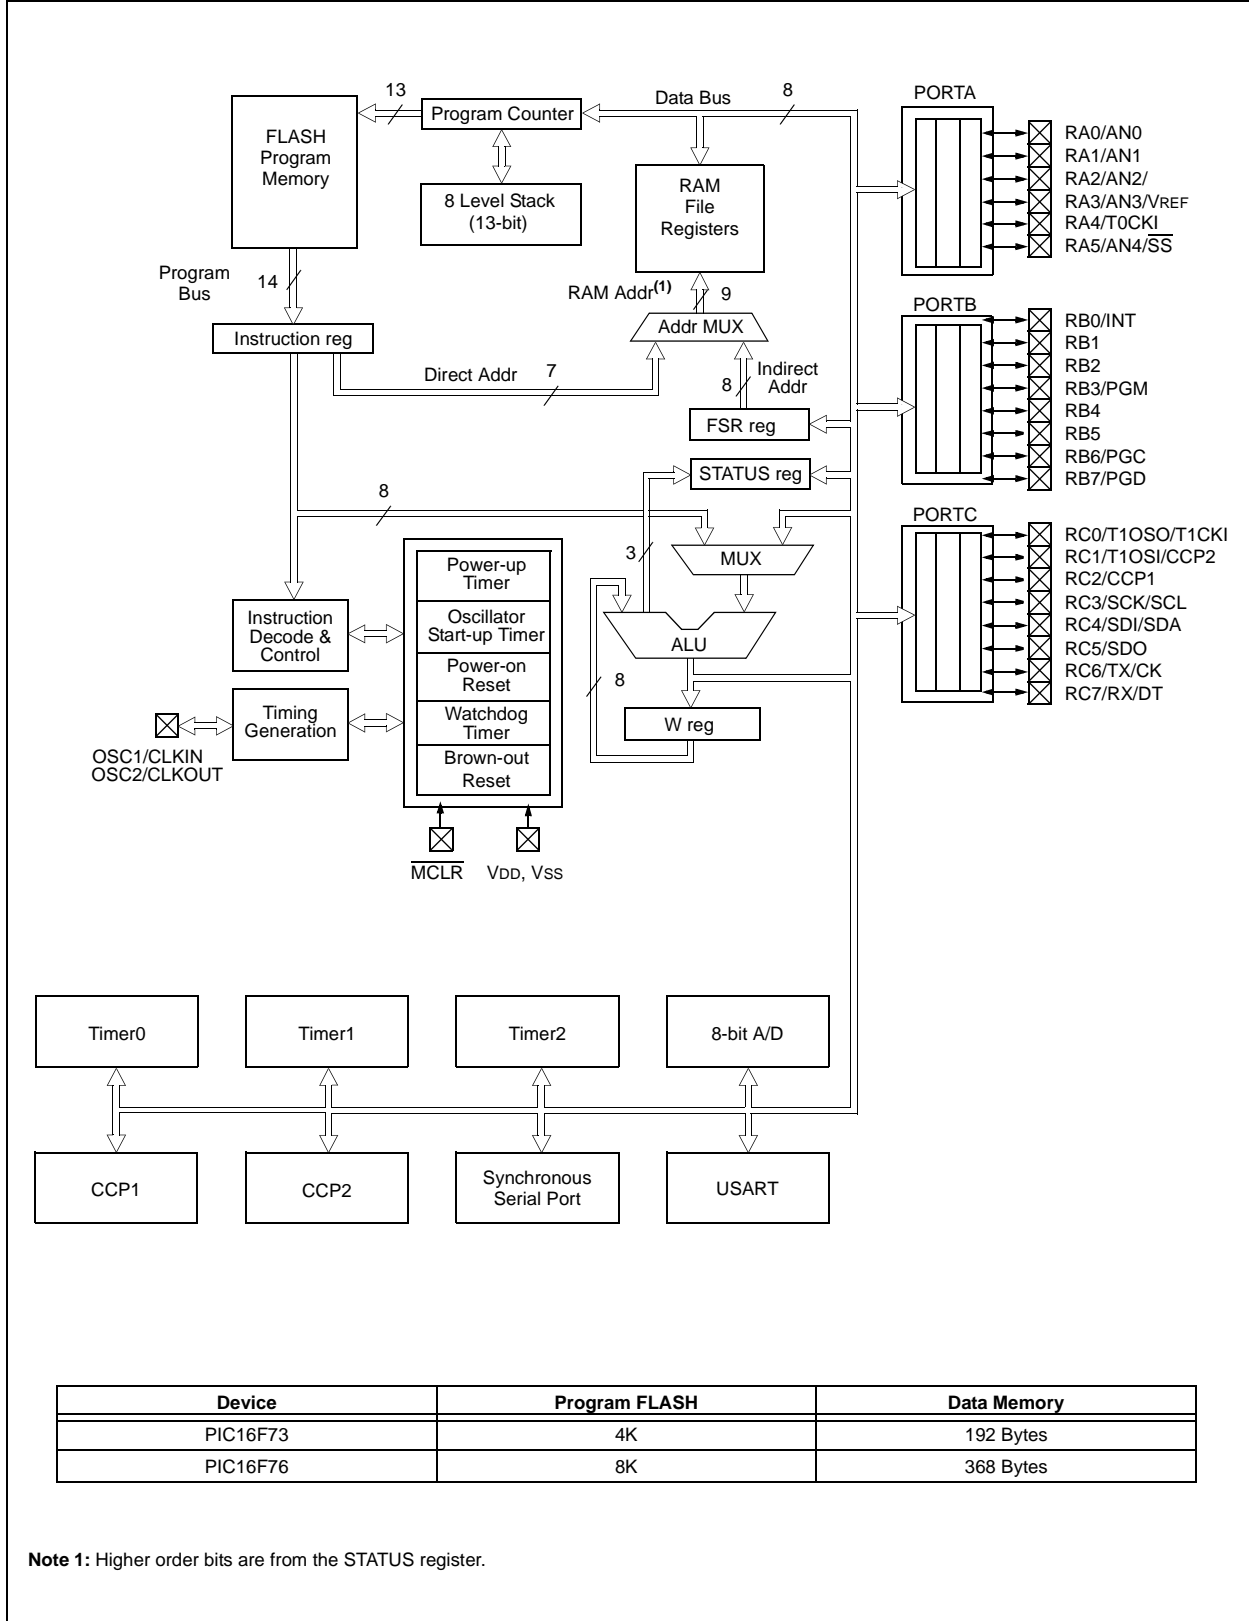 13
Data Bus
8
PORTA
FLASH
Program
Memory
Program Counter
8 Level Stack
(13-bit)
RAM
File
Registers
RA0/AN0
RA1/AN1
RA2/AN2/
RA3/AN3/VREF
RA4/T0CKI
RA5/AN4/SS
Program
Bus
14
RAM Addr(1)
9
PORTB
Instruction reg
Addr MUX
Direct Addr
7
8
Indirect
Addr
FSR reg
RB0/INT
RB1
RB2
RB3/PGM
RB4
RB5
RB6/PGC
RB7/PGD
STATUS reg
8
PORTC
3
MUX
Power-up
Timer
Oscillator
Start-up Timer
Power-on
Reset
Watchdog
Timer
Brown-out
Reset
Instruction
Decode &
Control
ALU
8
W reg
RC0/T1OSO/T1CKI
RC1/T1OSI/CCP2
RC2/CCP1
RC3/SCK/SCL
RC4/SDI/SDA
RC5/SDO
RC6/TX/CK
RC7/RX/DT
Timing
Generation
OSC1/CLKIN
OSC2/CLKOUT
MCLR
VDD, VSS
Timer0
Timer1
Timer2
8-bit A/D
CCP1
CCP2
Synchronous
Serial Port
USART
Device Program FLASH Data Memory
PIC16F73 4K 192 Bytes
PIC16F76 8K 368 Bytes
Note 1: Higher order bits are from the STATUS register.